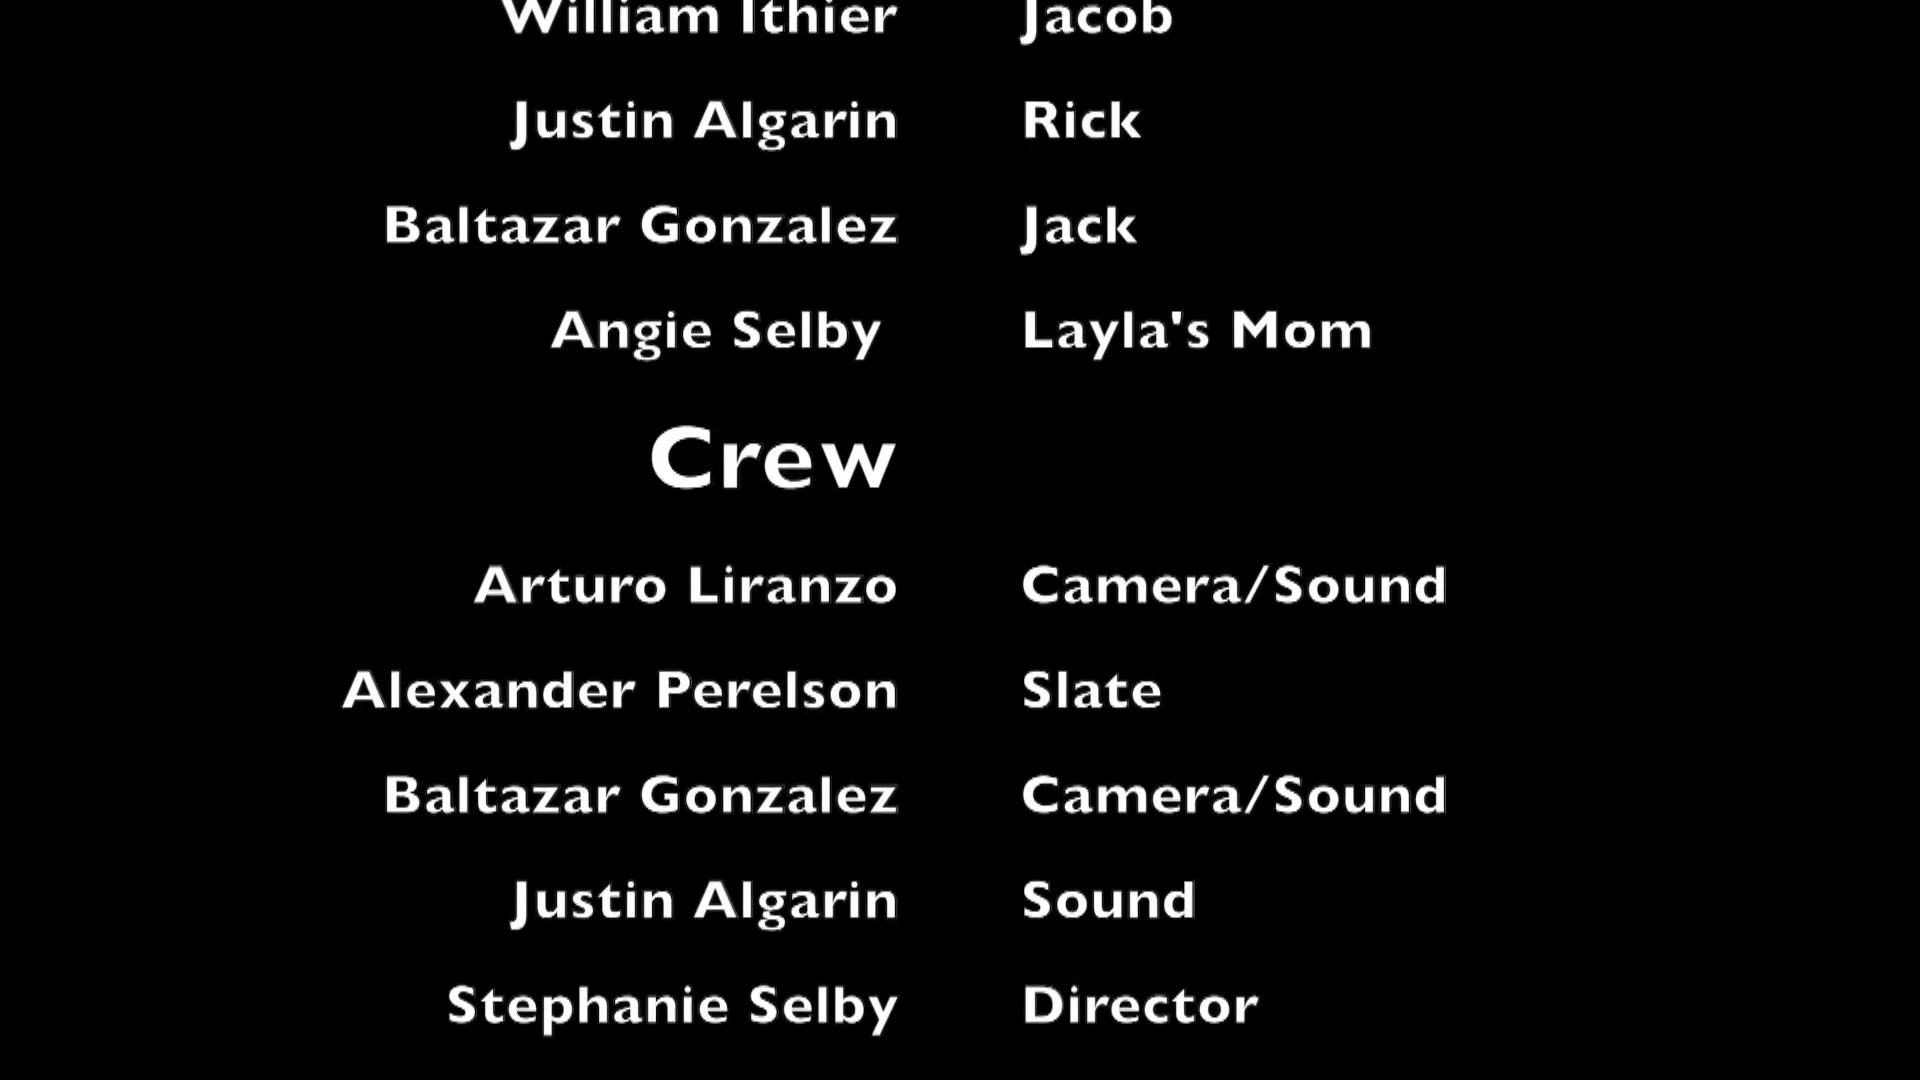 William Ithier Jacob
Justin Algarin Rick
Baltazar Gonzalez Jack
Angie Selby Layla's Mom
Crew
Arturo Liranzo Camera/Sound
Alexander Perelson Slate
Baltazar Gonzalez Camera/Sound
Justin Algarin Sound
Stephanie Selby Director